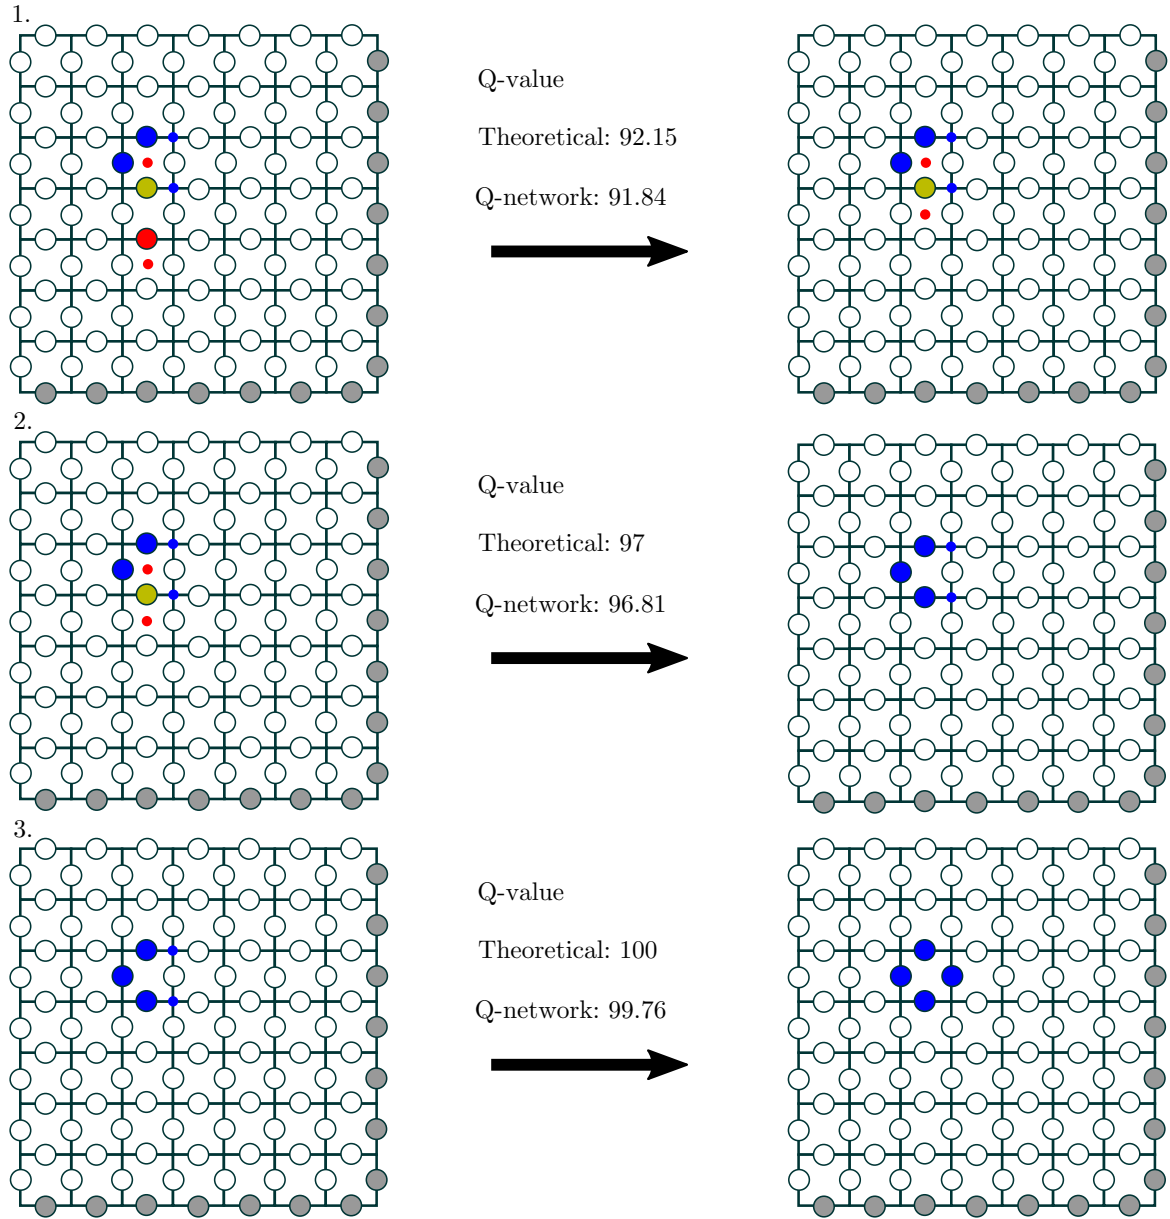 1.
Q-value
Theoretical: 92.15
Q-network: 91.84
2.
Q-value
Theoretical: 97
Q-network: 96.81
3.
Q-value
Theoretical: 100
Q-network: 99.76